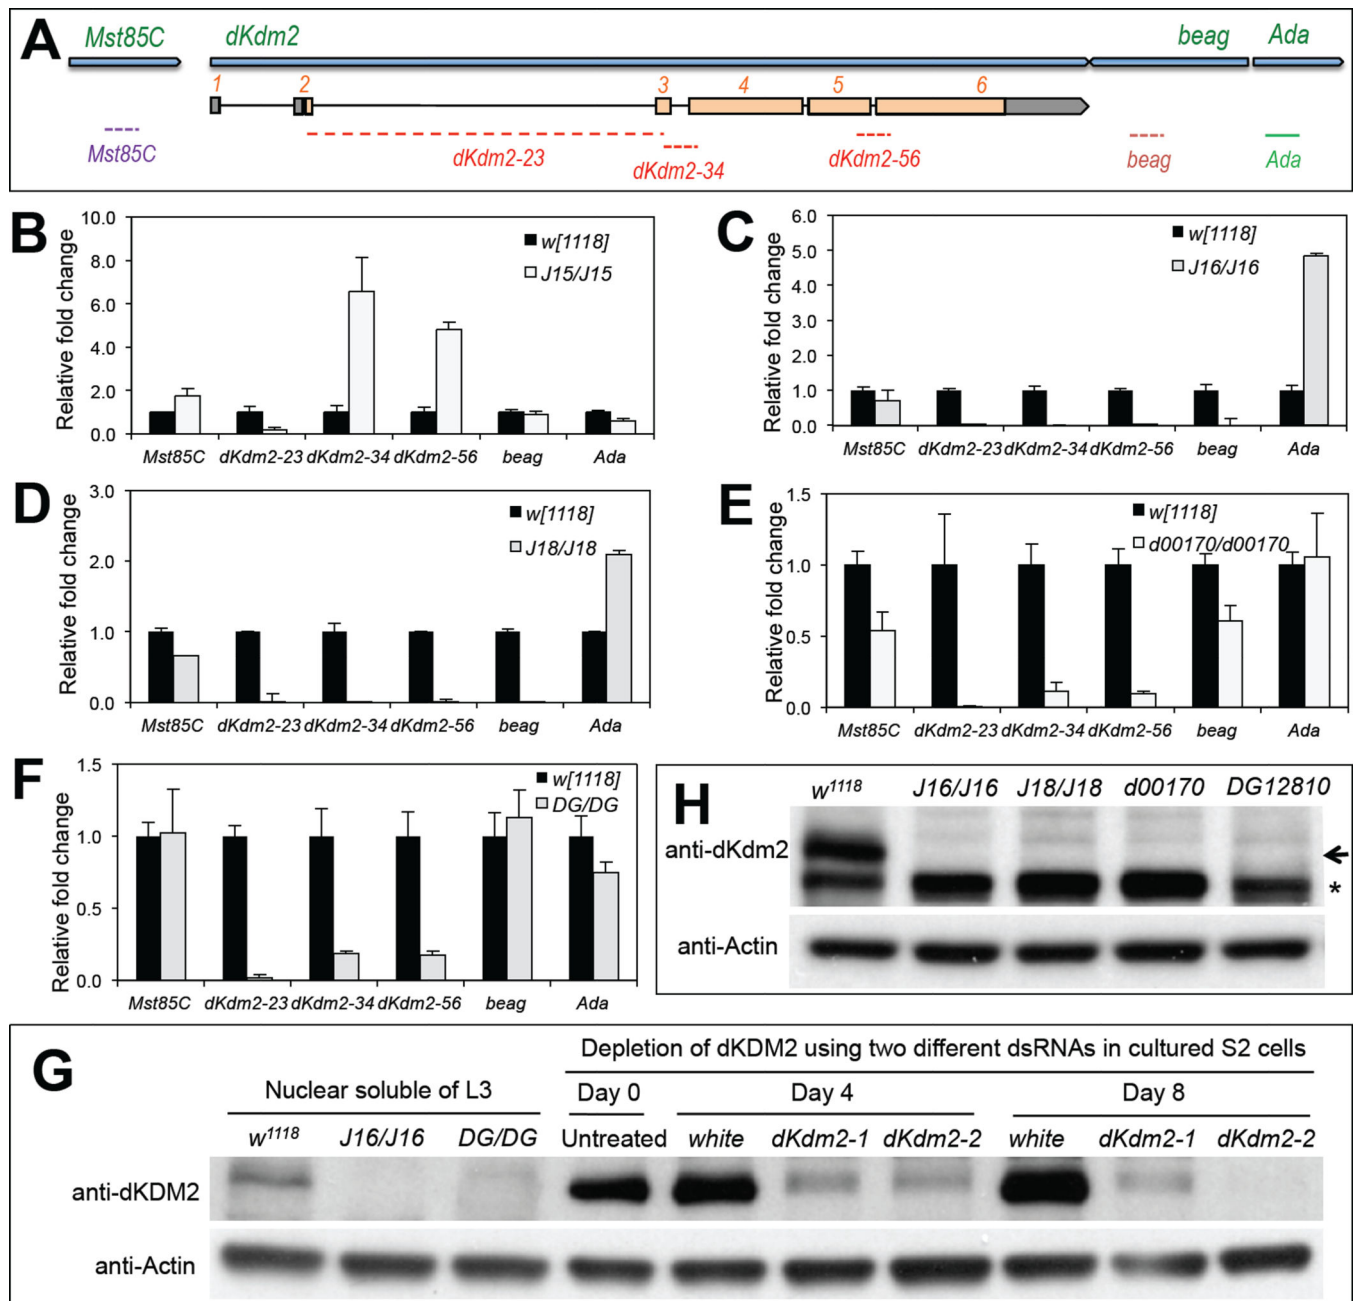 A
Mst85C dKdm2 beag Ada
1 2 3 4 5 6
Mst85C dKdm2-23 dKdm2-34 dKdm2-56 beag Ada
B
Relative fold change
10.0
8.0
6.0
4.0
2.0
0.0
w[1118]
J15/J15
Mst85C dKdm2-23 dKdm2-34 dKdm2-56 beag Ada
C
Relative fold change
6.0
5.0
4.0
3.0
2.0
1.0
0.0
w[1118]
J16/J16
Mst85C dKdm2-23 dKdm2-34 dKdm2-56 beag Ada
D
Relative fold change
3.0
2.0
1.0
0.0
w[1118]
J18/J18
Mst85C dKdm2-23 dKdm2-34 dKdm2-56 beag Ada
E
Relative fold change
1.5
1.0
0.5
0.0
w[1118]
d00170/d00170
Mst85C dKdm2-23 dKdm2-34 dKdm2-56 beag Ada
F
Relative fold change
1.5
1.0
0.5
0.0
w[1118]
DG/DG
Mst85C dKdm2-23 dKdm2-34 dKdm2-56 beag Ada
H
w1118 J16/J16 J18/J18 d00170 DG12810
anti-dKdm2
*
anti-Actin
G
Depletion of dKDM2 using two different dsRNAs in cultured S2 cells
Nuclear soluble of L3 Day 0 Day 4 Day 8
w1118 J16/J16 DG/DG Untreated white dKdm2-1 dKdm2-2 white dKdm2-1 dKdm2-2
anti-dKDM2
anti-Actin